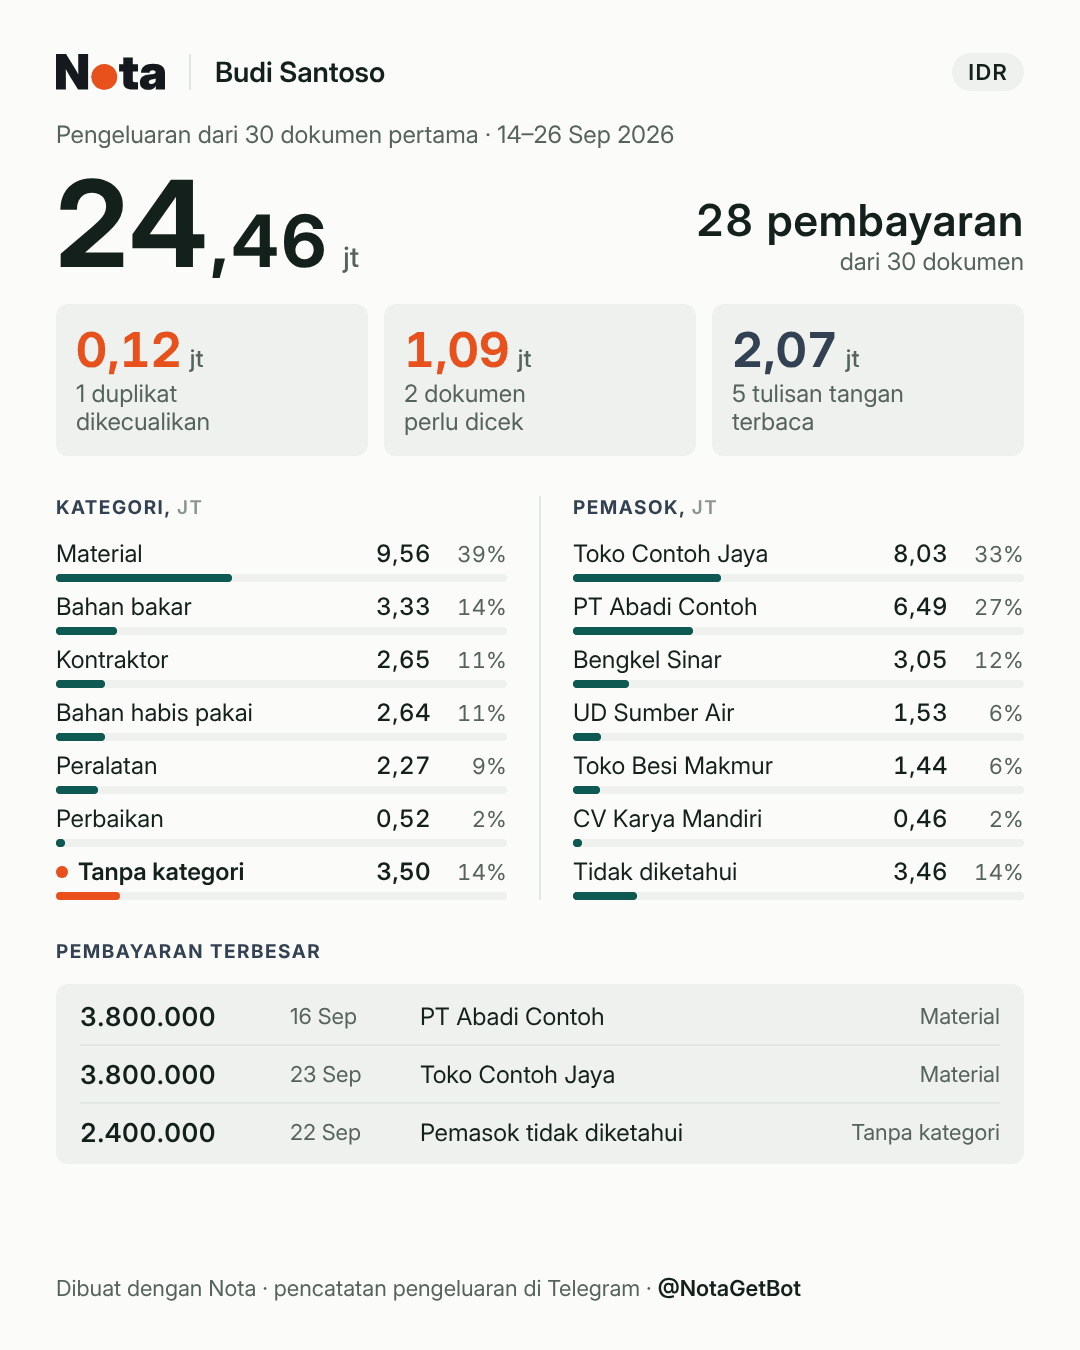 Nota
Budi Santoso
IDR
Pengeluaran dari 30 dokumen pertama · 14–26 Sep 2026
24,46 jt
28 pembayaran
dari 30 dokumen
0,12 jt
1 duplikat
dikecualikan
1,09 jt
2 dokumen
perlu dicek
2,07 jt
5 tulisan tangan
terbaca
KATEGORI, JT
Material 9,56 39%
Bahan bakar 3,33 14%
Kontraktor 2,65 11%
Bahan habis pakai 2,64 11%
Peralatan 2,27 9%
Perbaikan 0,52 2%
Tanpa kategori 3,50 14%
PEMASOK, JT
Toko Contoh Jaya 8,03 33%
PT Abadi Contoh 6,49 27%
Bengkel Sinar 3,05 12%
UD Sumber Air 1,53 6%
Toko Besi Makmur 1,44 6%
CV Karya Mandiri 0,46 2%
Tidak diketahui 3,46 14%
PEMBAYARAN TERBESAR
3.800.000 16 Sep PT Abadi Contoh Material
3.800.000 23 Sep Toko Contoh Jaya Material
2.400.000 22 Sep Pemasok tidak diketahui Tanpa kategori
Dibuat dengan Nota · pencatatan pengeluaran di Telegram · @NotaGetBot